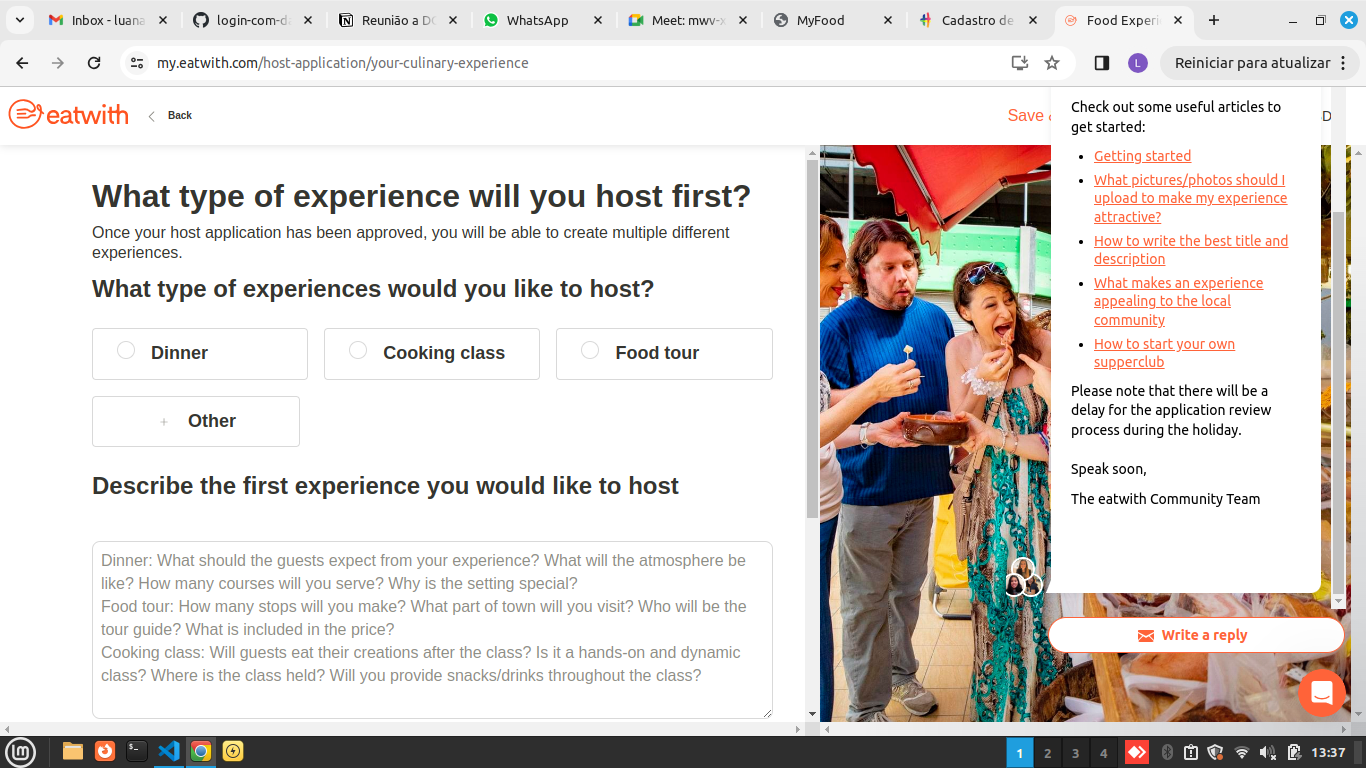 Inbox - luana
login-com-da
Reunião a DC
WhatsApp
Meet: mwv-x
MyFood
Cadastro de
Food Experi
my.eatwith.com/host-application/your-culinary-experience
L
Reiniciar para atualizar
eatwith
Back
Save
What type of experience will you host first?
Once your host application has been approved, you will be able to create multiple different
experiences.
What type of experiences would you like to host?
Dinner
Cooking class
Food tour
+ Other
Describe the first experience you would like to host
Dinner: What should the guests expect from your experience? What will the atmosphere be
like? How many courses will you serve? Why is the setting special?
Food tour: How many stops will you make? What part of town will you visit? Who will be the
tour guide? What is included in the price?
Cooking class: Will guests eat their creations after the class? Is it a hands-on and dynamic
class? Where is the class held? Will you provide snacks/drinks throughout the class?
Check out some useful articles to
get started:
• Getting started
• What pictures/photos should I
upload to make my experience
attractive?
• How to write the best title and
description
• What makes an experience
appealing to the local
community
• How to start your own
supperclub
Please note that there will be a
delay for the application review
process during the holiday.
Speak soon,
The eatwith Community Team
Write a reply
1
2
3
4
13:37